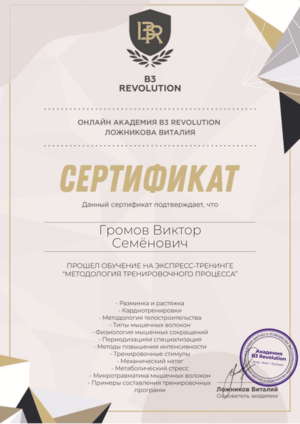 B3
REVOLUTION
ОНЛАЙН АКАДЕМИЯ B3 REVOLUTION
ЛОЖНИКОВА ВИТАЛИЯ
СЕРТИФИКАТ
Данный сертификат подтверждает, что
Громов Виктор
Семёнович
ПРОШЕЛ ОБУЧЕНИЕ НА ЭКСПРЕСС-ТРЕНИНГЕ
"МЕТОДОЛОГИЯ ТРЕНИРОВОЧНОГО ПРОЦЕССА"
- Разминка и растяжка
- Кардиотренировки
- Методология телостроительства
- Типы мышечных волокон
- Физиология мышечных сокращений
- Периодизация специализация
- Методы повышения интенсивности
- Тренировочные стимулы
- Механический
- Метаболический стресс
- Микротравматика мышечных волокон
- Примеры составления тренировочных
программ
Академия
B3 Revolution
Ложников Виталий
Основатель академии